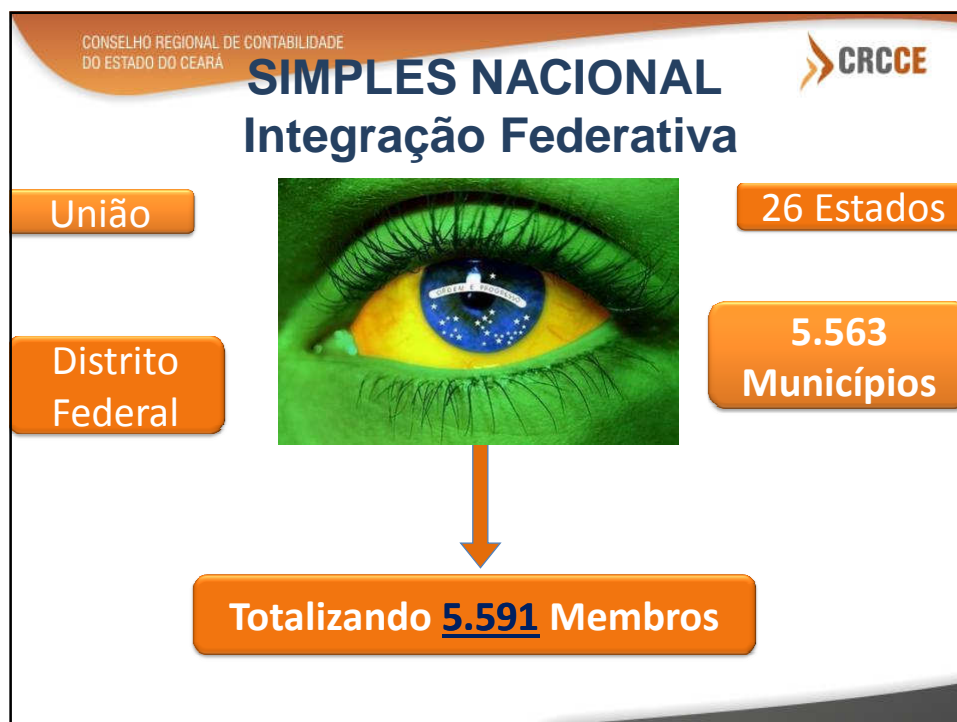 CONSELHO REGIONAL DE CONTABILIDADE
DO ESTADO DO CEARÁ
CRCCE
SIMPLES NACIONAL
Integração Federativa
União
26 Estados
ORDEM E PROGRESSO
Distrito
Federal
5.563
Municípios
Totalizando 5.591 Membros